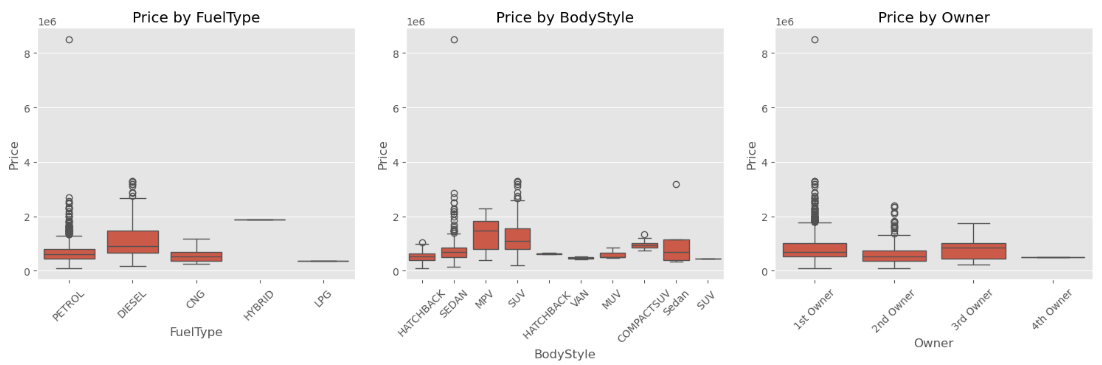 Price by FuelType
1e6
8
6
4
2
0
Price
PETROL
DIESEL
CNG
HYBRID
LPG
FuelType
Price by BodyStyle
1e6
8
6
4
2
0
Price
HATCHBACK
SEDAN
MPV
SUV
HATCHBACK
VAN
MUV
COMPACTSUV
Sedan
SUV
BodyStyle
Price by Owner
1e6
8
6
4
2
0
Price
1st Owner
2nd Owner
3rd Owner
4th Owner
Owner